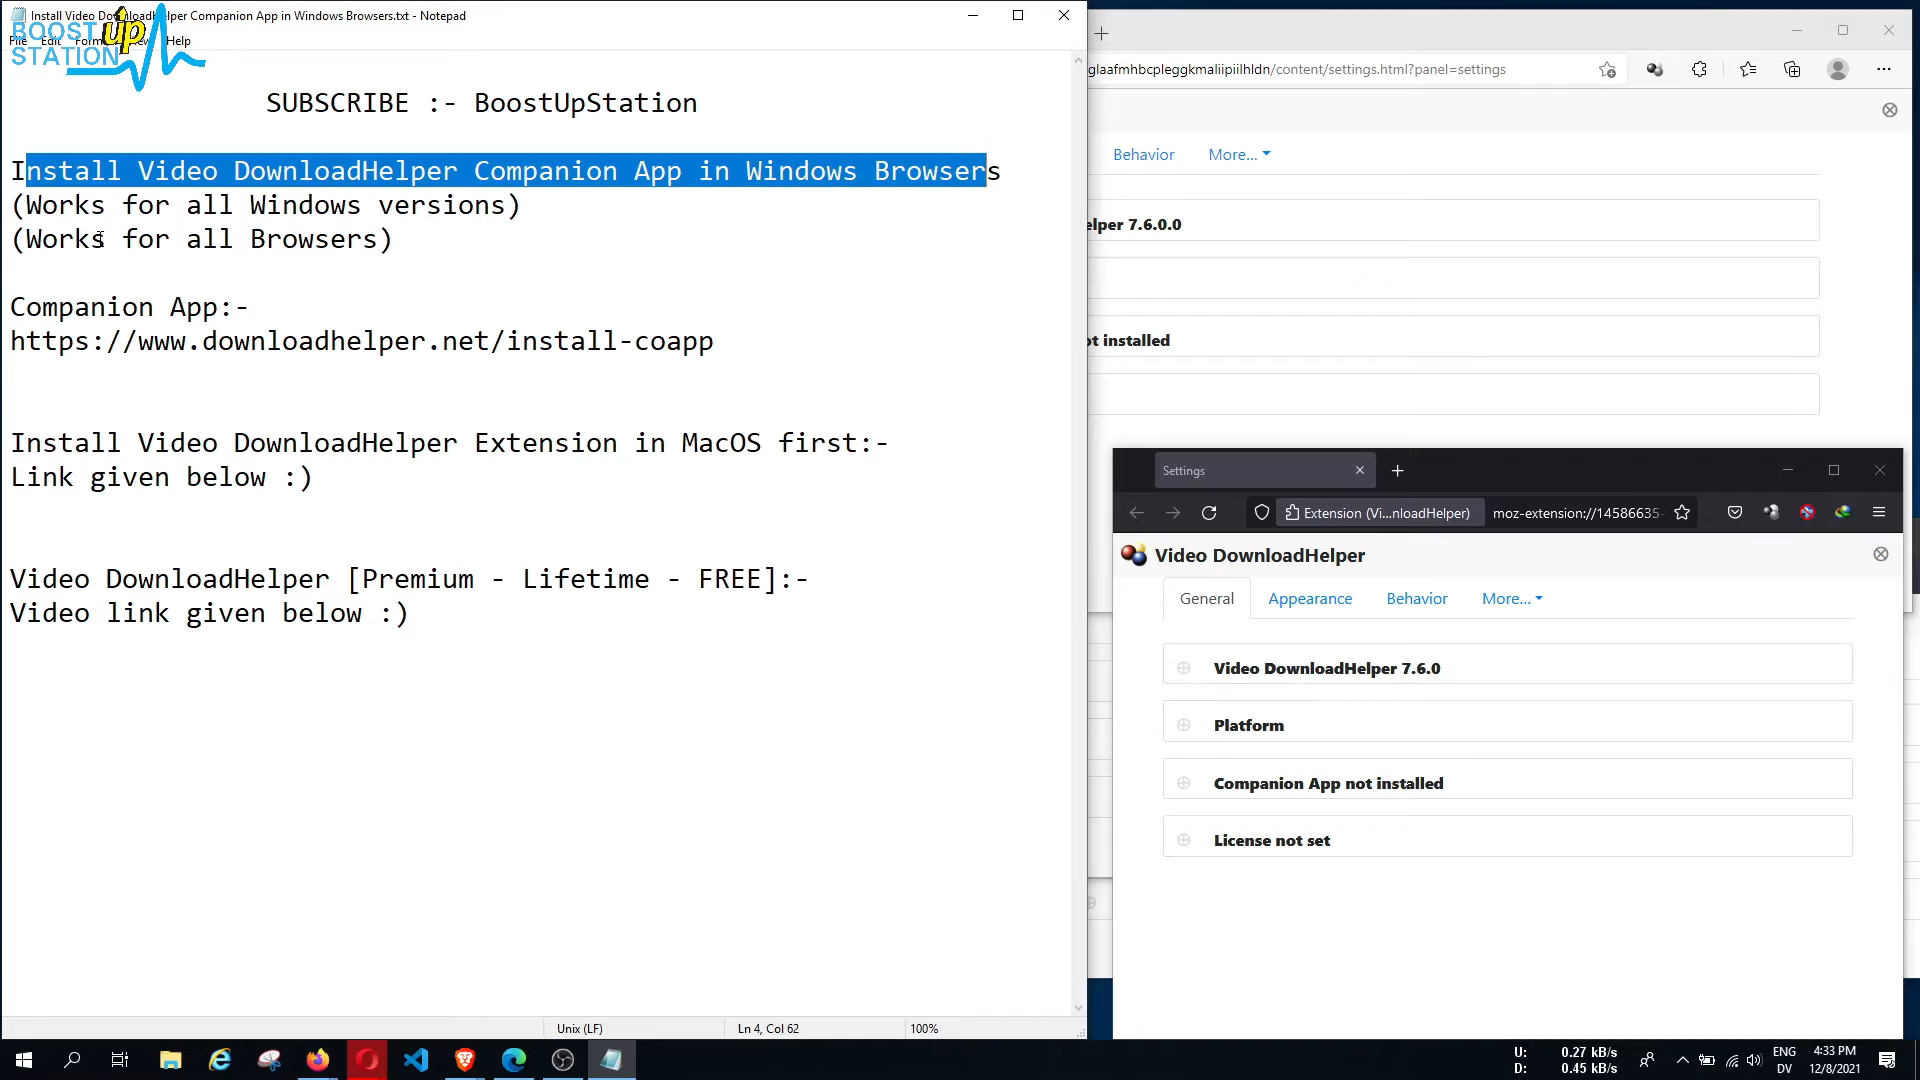 Install Video DownloadHelper Companion App in Windows Browsers.txt - Notepad
File Edit Format View Help
BOOST up
STATION
SUBSCRIBE :- BoostUpStation
Install Video DownloadHelper Companion App in Windows Browsers
(Works for all Windows versions)
(Works for all Browsers)
Companion App:-
https://www.downloadhelper.net/install-coapp
Install Video DownloadHelper Extension in MacOS first:-
Link given below :)
Video DownloadHelper [Premium - Lifetime - FREE]:-
Video link given below :)
Unix (LF)
Ln 4, Col 62
100%
glaafmhbcpleggkmaliipiilhldn/content/settings.html?panel=settings
Behavior
More...
elper 7.6.0.0
ot installed
Settings
Extension (Vi...nloadHelper)
moz-extension://14586635-
Video DownloadHelper
General
Appearance
Behavior
More...
Video DownloadHelper 7.6.0
Platform
Companion App not installed
License not set
U: 0.27 kB/s
D: 0.45 kB/s
ENG
DV
4:33 PM
12/8/2021